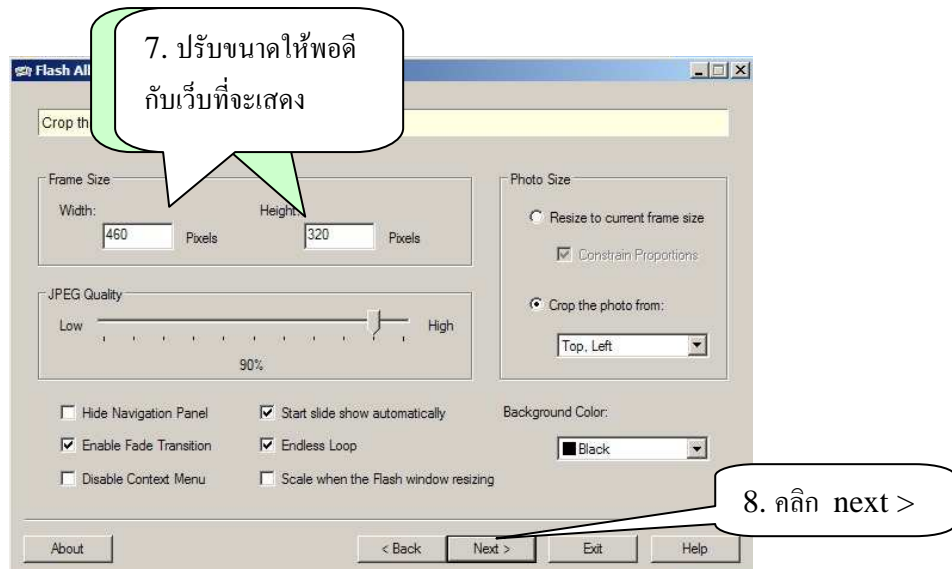 7. ปรับขนาดให้พอดี
กับเว็บที่จะเสดง
Flash
Crop
Frame Size
Width:
460
Pixels
Height:
320
Pixels
Photo Size
Resize to current frame size
Constrain Proportions
Crop the photo from:
Top, Left
JPEG Quality
Low
High
90%
Hide Navigation Panel
Start slide show automatically
Enable Fade Transition
Endless Loop
Disable Context Menu
Scale when the Flash window resizing
Background Color:
Black
8. คลิก next >
About
< Back
Next >
Exit
Help